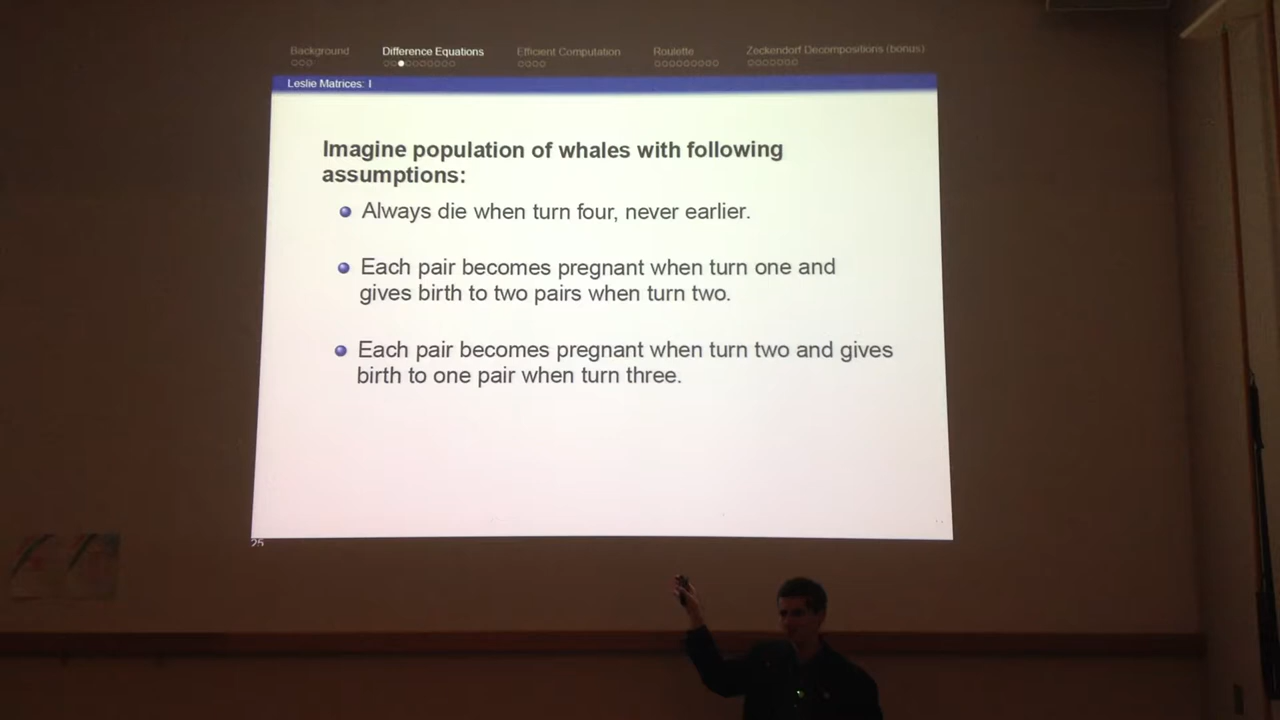 Background Difference Equations Efficient Computation Roulette Zeckendorf Decompositions (bonus)
Leslie Matrices: I
Imagine population of whales with following
assumptions:
Always die when turn four, never earlier.
Each pair becomes pregnant when turn one and
gives birth to two pairs when turn two.
Each pair becomes pregnant when turn two and gives
birth to one pair when turn three.
25